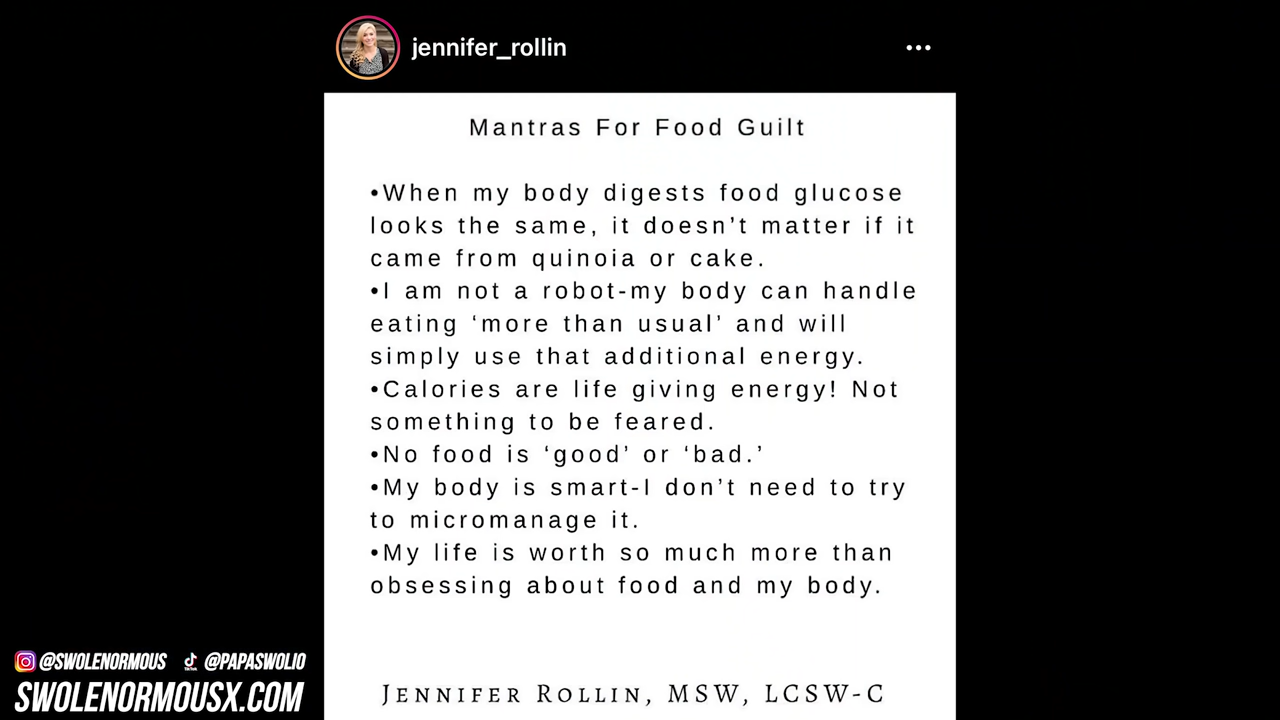 jennifer_rollin
Mantras For Food Guilt
•When my body digests food glucose
looks the same, it doesn’t matter if it
came from quinoia or cake.
•I am not a robot-my body can handle
eating ‘more than usual’ and will
simply use that additional energy.
•Calories are life giving energy! Not
something to be feared.
•No food is ‘good’ or ‘bad.’
•My body is smart-I don’t need to try
to micromanage it.
•My life is worth so much more than
obsessing about food and my body.
JENNIFER ROLLIN, MSW, LCSW-C
@SWOLENORMOUS TikTok @PAPASWOLIO
SWOLENORMOUSX.COM